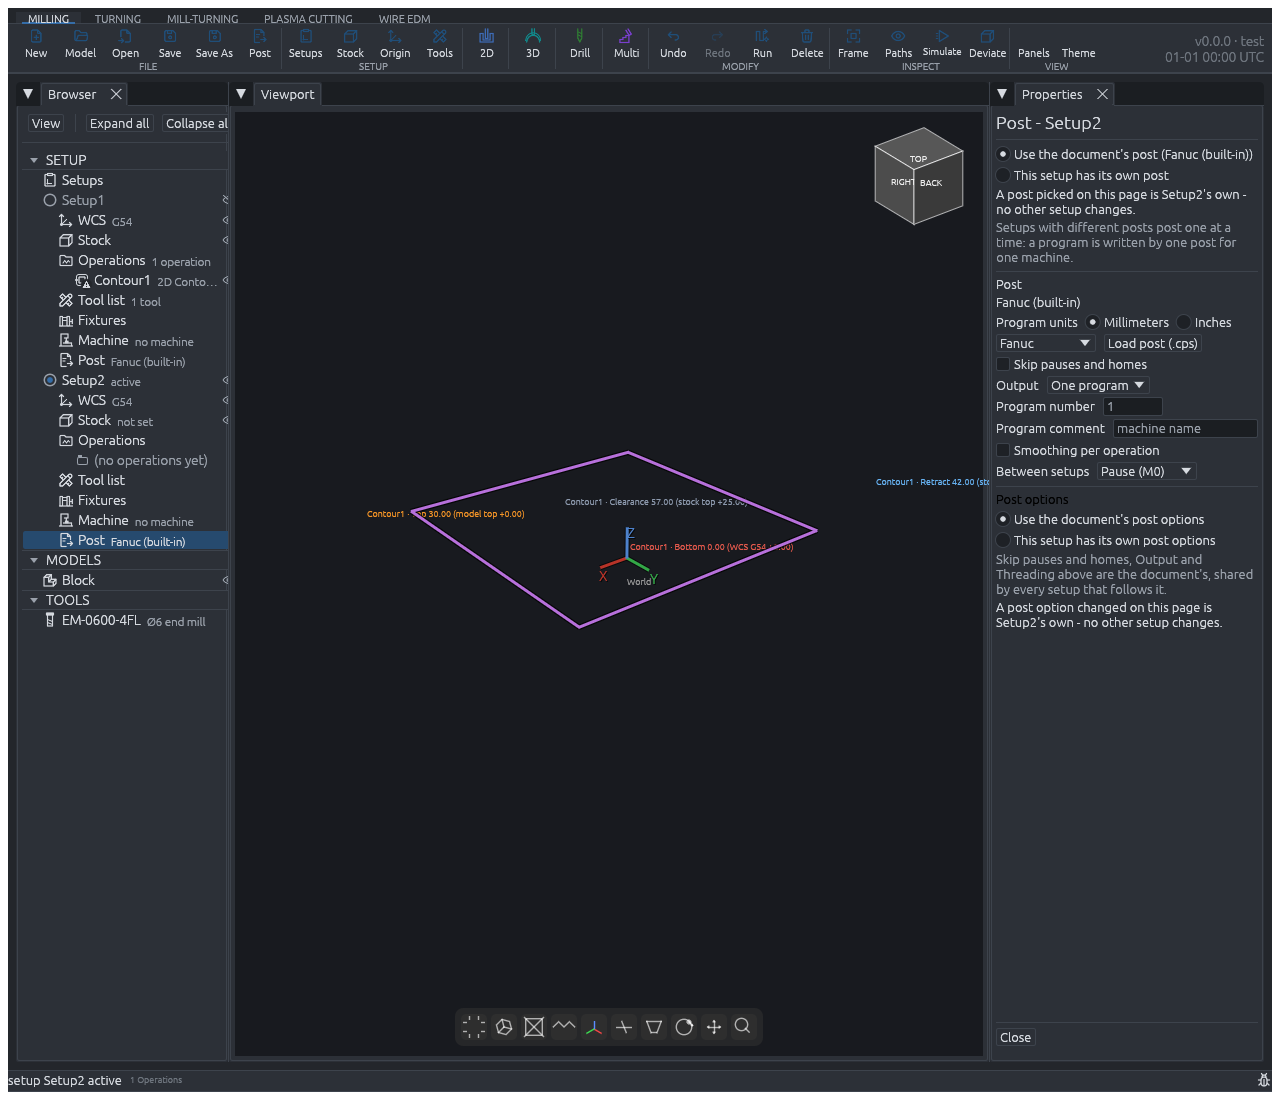 MILLING TURNING MILL-TURNING PLASMA CUTTING WIRE EDM
New Model Open Save Save As Post Setups Stock Origin Tools 2D 3D Drill Multi Undo Redo Run Delete Frame Paths Simulate Deviate Panels Theme
FILE SETUP MODIFY INSPECT VIEW
v0.0.0 · test
01-01 00:00 UTC
Browser
View Expand all Collapse al
SETUP
Setups
Setup1
WCS G54
Stock
Operations 1 operation
Contour1 2D Conto...
Tool list 1 tool
Fixtures
Machine no machine
Post Fanuc (built-in)
Setup2 active
WCS G54
Stock not set
Operations
(no operations yet)
Tool list
Fixtures
Machine no machine
Post Fanuc (built-in)
MODELS
Block
TOOLS
EM-0600-4FL Ø6 end mill
Viewport
TOP
RIGHT BACK
Contour1 · Retract 42.00 (sto
Contour1 · Clearance 57.00 (stock top +25.00)
Contour1 · Top 30.00 (model top +0.00)
Z
Contour1 · Bottom 0.00 (WCS G54 +0.00)
X
Y
World
Properties
Post - Setup2
Use the document's post (Fanuc (built-in))
This setup has its own post
A post picked on this page is Setup2's own -
no other setup changes.
Setups with different posts post one at a
time: a program is written by one post for
one machine.
Post
Fanuc (built-in)
Program units Millimeters Inches
Fanuc Load post (.cps)
Skip pauses and homes
Output One program
Program number 1
Program comment machine name
Smoothing per operation
Between setups Pause (M0)
Post options
Use the document's post options
This setup has its own post options
Skip pauses and homes, Output and
Threading above are the document's, shared
by every setup that follows it.
A post option changed on this page is
Setup2's own - no other setup changes.
Close
setup Setup2 active 1 Operations